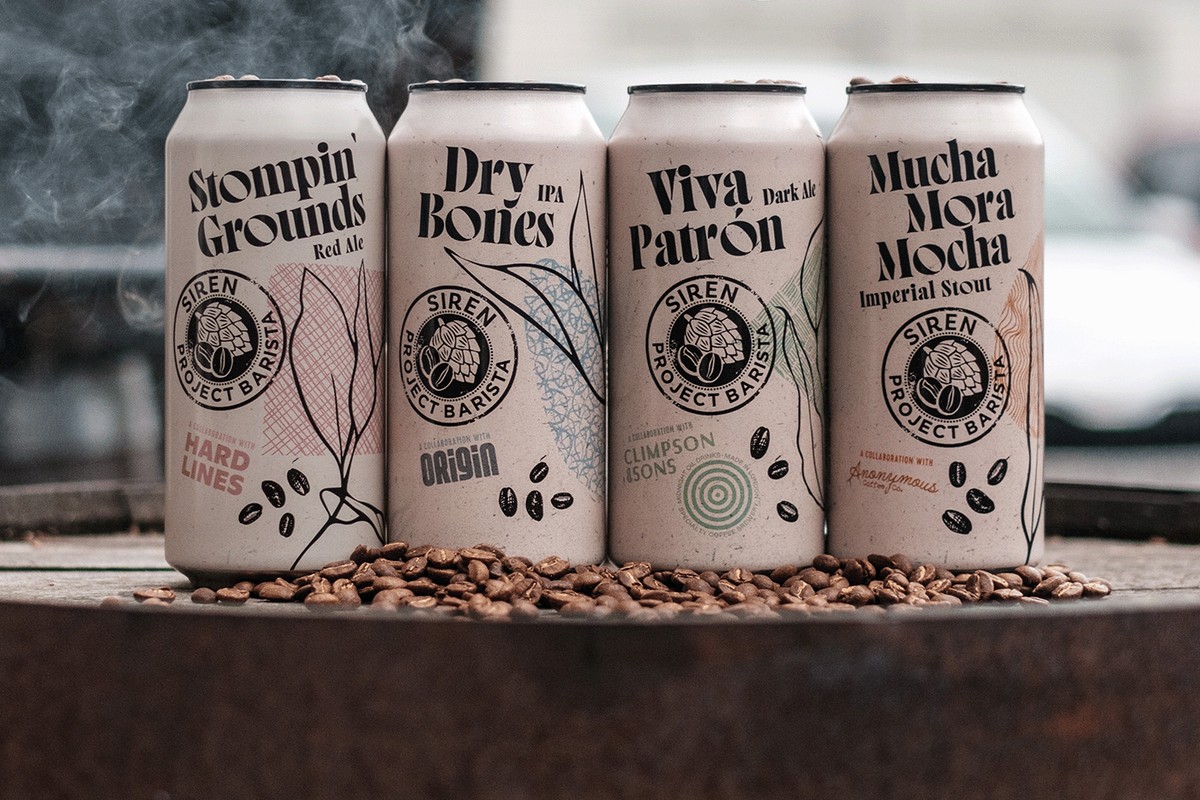 Stompin'
Grounds
Red Ale
SIREN
PROJECT BARISTA
A COLLABORATION WITH
HARD
LINES
Dry
IPA
Bones
SIREN
PROJECT BARISTA
A COLLABORATION WITH
ORIGIN
Viva
Dark Ale
Patrón
SIREN
PROJECT BARISTA
A COLLABORATION WITH
CLIMPSON
&SONS
Mucha
Mora
Mocha
Imperial Stout
SIREN
PROJECT BARISTA
A COLLABORATION WITH
Anonymous
Coffee Co.